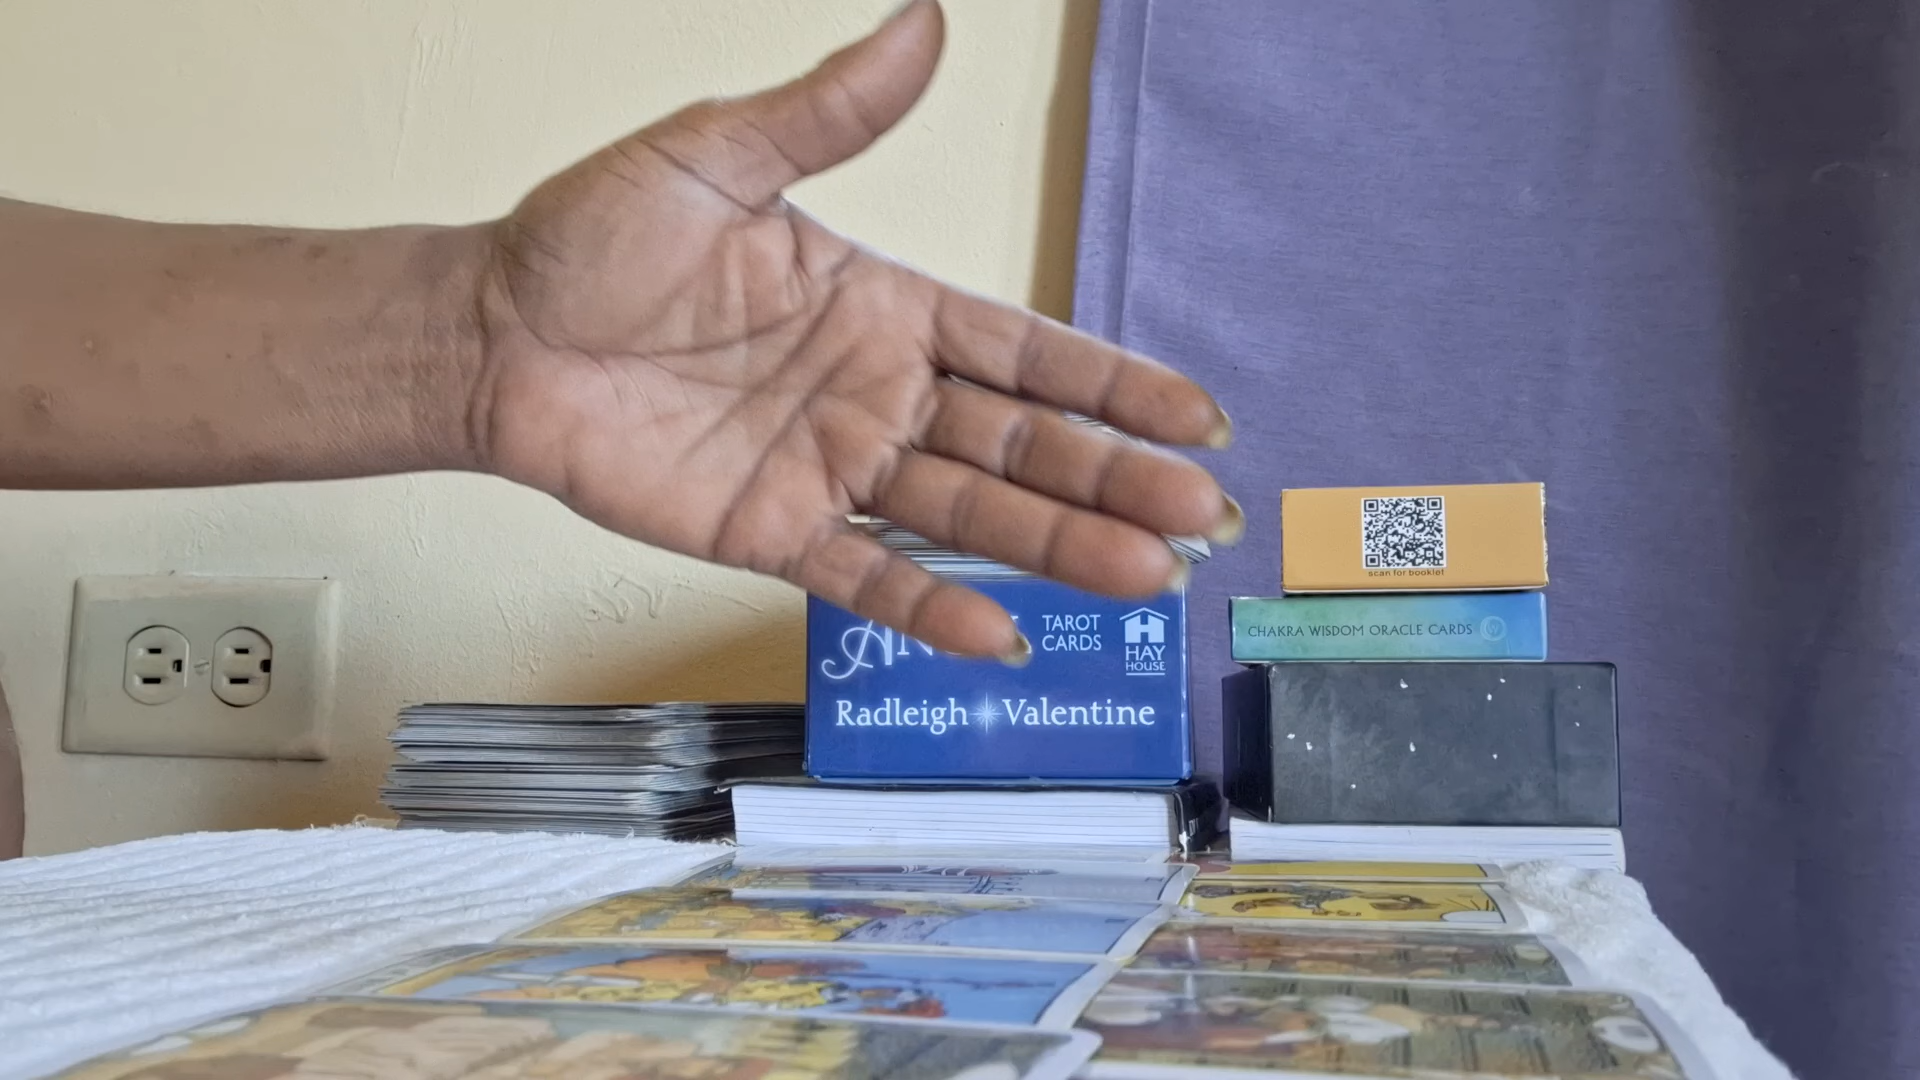 TAROT
CARDS
HAY
HOUSE
Radleigh Valentine
scan for booklet
CHAKRA WISDOM ORACLE CARDS